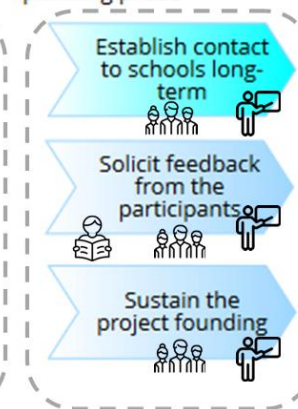 Establish contact
to schools long-
term
Solicit feedback
from the
participants
Sustain the
project founding